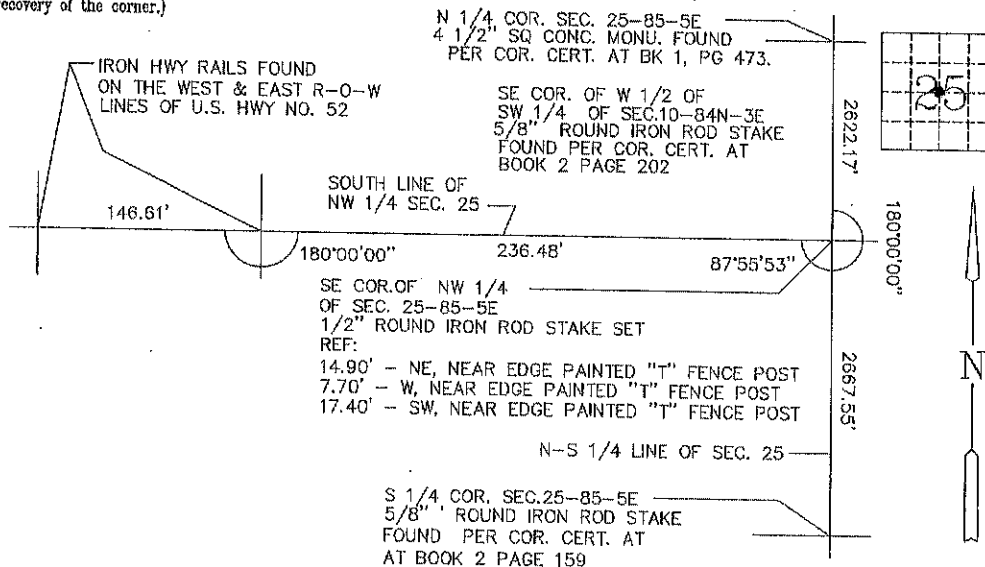 recovery of the corner.)
N 1/4 COR. SEC. 25-85-5E
4 1/2" SQ CONC. MONU. FOUND
PER COR. CERT. AT BK 1, PG 473.
IRON HWY RAILS FOUND
ON THE WEST & EAST R-O-W
LINES OF U.S. HWY NO. 52
25
SE COR. OF W 1/2 OF
SW 1/4 OF SEC.10-84N-3E
5/8" ROUND IRON ROD STAKE
FOUND PER COR. CERT. AT
BOOK 2 PAGE 202
2622.17'
SOUTH LINE OF
NW 1/4 SEC. 25
146.61'
180°00'00"
236.48'
87°55'53"
180°00'00"
SE COR.OF NW 1/4
OF SEC. 25-85-5E
1/2" ROUND IRON ROD STAKE SET
REF:
14.90' - NE, NEAR EDGE PAINTED "T" FENCE POST
7.70' - W, NEAR EDGE PAINTED "T" FENCE POST
17.40' - SW, NEAR EDGE PAINTED "T" FENCE POST
2667.55'
N
N-S 1/4 LINE OF SEC. 25
S 1/4 COR. SEC.25-85-5E
5/8" ' ROUND IRON ROD STAKE
FOUND PER COR. CERT. AT
AT BOOK 2 PAGE 159